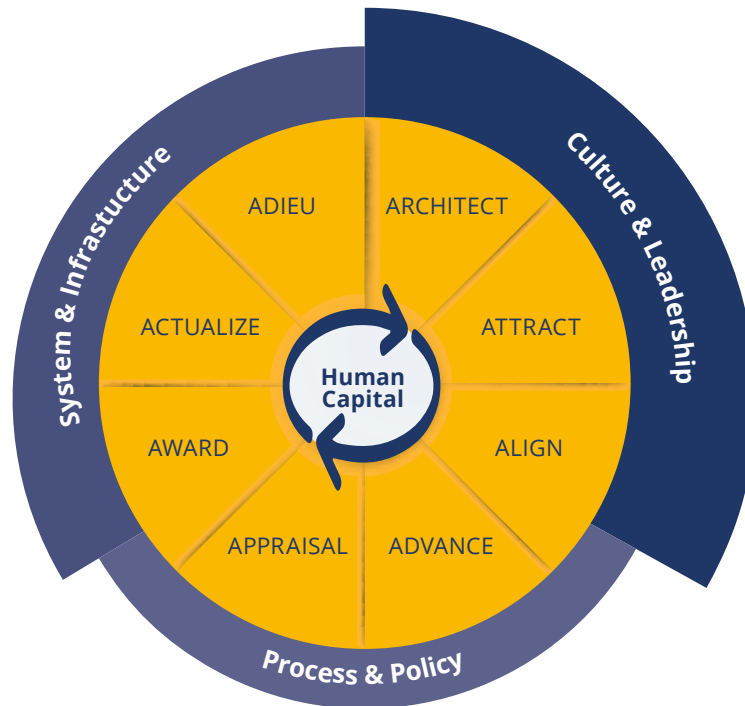 Culture & Leadership
System & Infrastucture
ADIEU
ARCHITECT
ACTUALIZE
ATTRACT
Human
Capital
AWARD
ALIGN
APPRAISAL
ADVANCE
Process & Policy